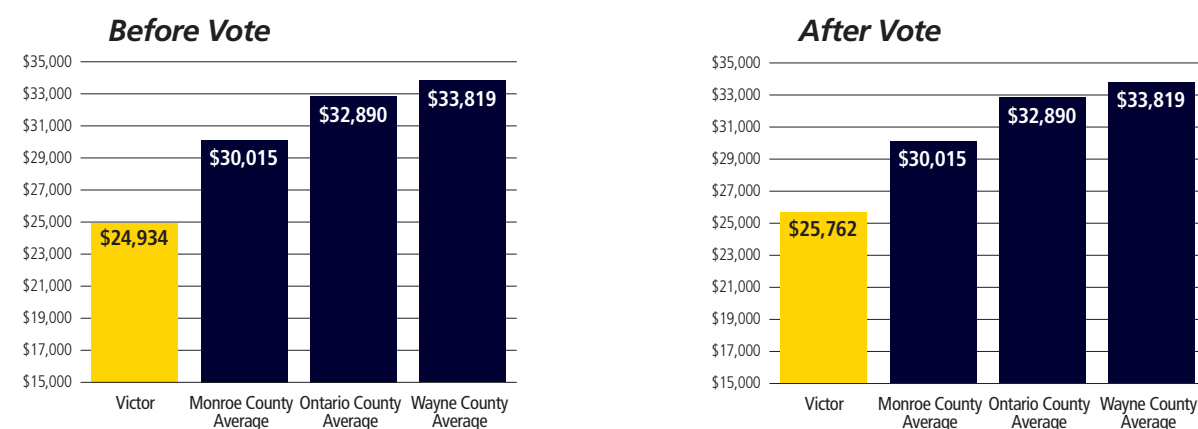 Before Vote
$35,000
$33,000
$31,000
$29,000
$27,000
$25,000
$23,000
$21,000
$19,000
$17,000
$15,000
$24,934
$30,015
$32,890
$33,819
Victor
Monroe County
Average
Ontario County
Average
Wayne County
Average
After Vote
$35,000
$33,000
$31,000
$29,000
$27,000
$25,000
$23,000
$21,000
$19,000
$17,000
$15,000
$25,762
$30,015
$32,890
$33,819
Victor
Monroe County
Average
Ontario County
Average
Wayne County
Average